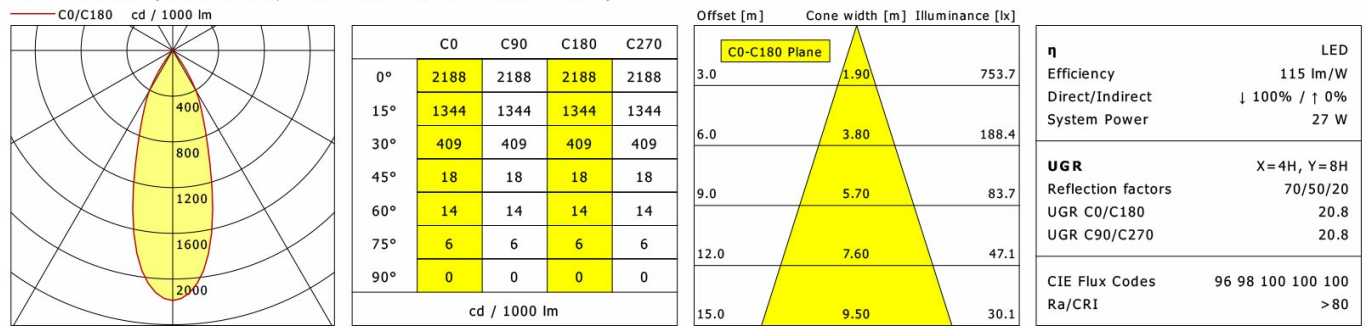 C0/C180 cd / 1000 lm
400
800
1200
1600
2000
C0 C90 C180 C270
0° 2188 2188 2188 2188
15° 1344 1344 1344 1344
30° 409 409 409 409
45° 18 18 18 18
60° 14 14 14 14
75° 6 6 6 6
90° 0 0 0 0
cd / 1000 lm
Offset [m] Cone width [m] Illuminance [lx]
C0-C180 Plane
3.0 1.90 753.7
6.0 3.80 188.4
9.0 5.70 83.7
12.0 7.60 47.1
15.0 9.50 30.1
η LED
Efficiency 115 lm/W
Direct/Indirect ↓ 100% / ↑ 0%
System Power 27 W
UGR X=4H, Y=8H
Reflection factors 70/50/20
UGR C0/C180 20.8
UGR C90/C270 20.8
CIE Flux Codes 96 98 100 100 100
Ra/CRI >80